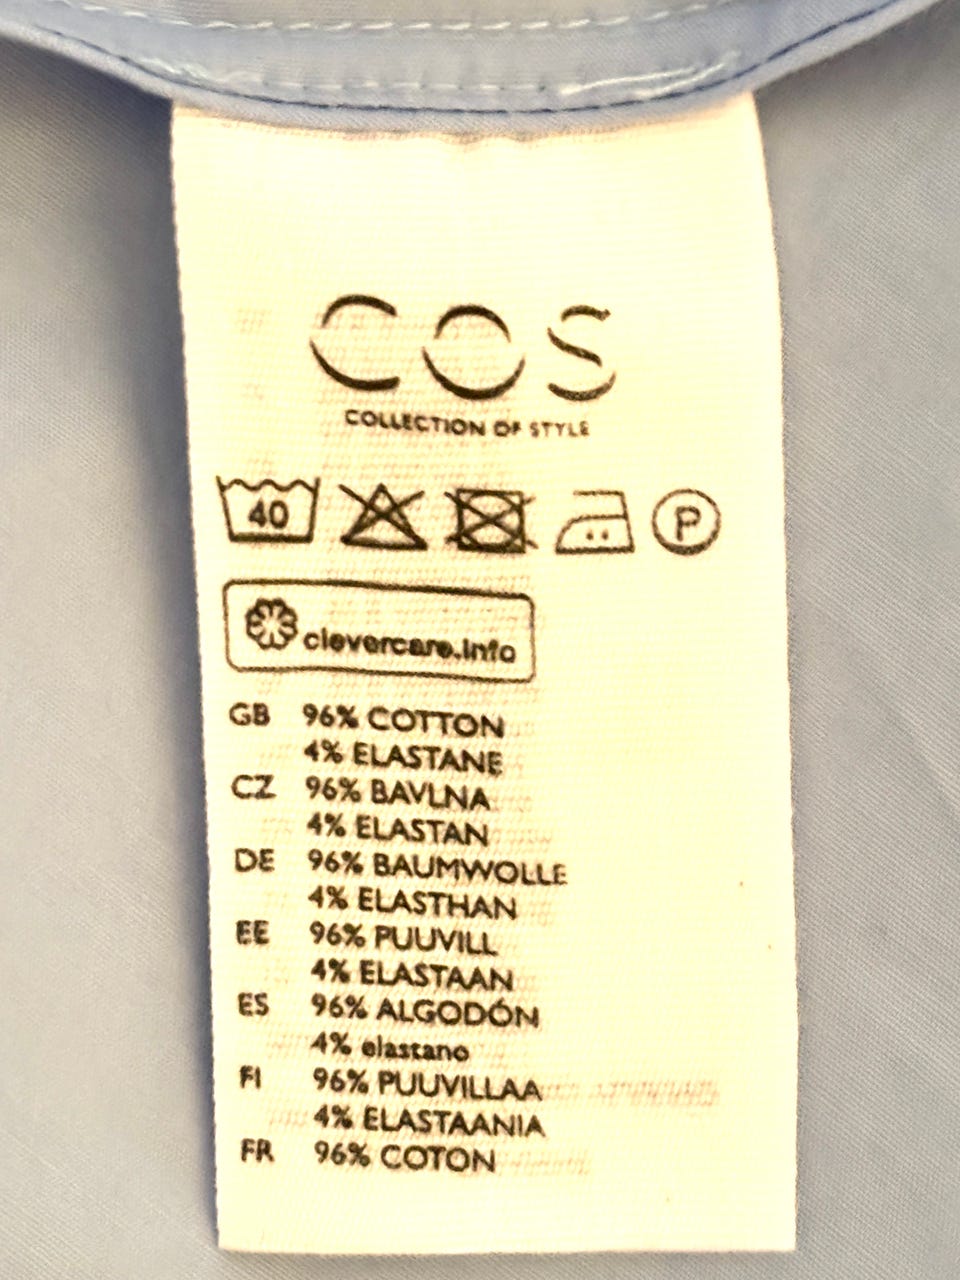 COS
COLLECTION OF STYLE
40 P
clevercare.info
GB 96% COTTON
4% ELASTANE
CZ 96% BAVLNA
4% ELASTAN
DE 96% BAUMWOLLE
4% ELASTHAN
EE 96% PUUVILL
4% ELASTAAN
ES 96% ALGODÓN
4% elastano
FI 96% PUUVILLAA
4% ELASTAANIA
FR 96% COTON